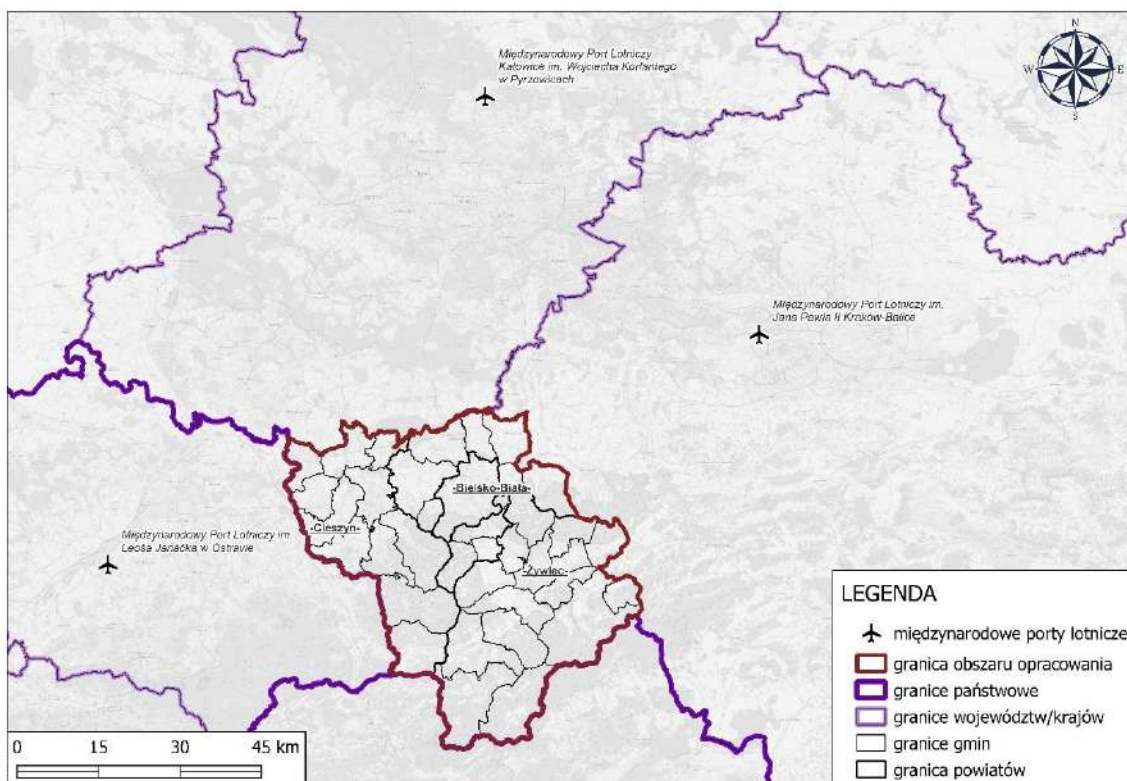 Międzynarodowy Port Lotniczy
Katowice im. Wojciecha Korfantego
w Pyrzowicach
N
W
E
S
Międzynarodowy Port Lotniczy im.
Jana Pawła II Kraków-Balice
-Bielsko-Biała-
-Cieszyn-
Międzynarodowy Port Lotniczy im.
Leoša Janáčka w Ostravie
-Żywiec-
LEGENDA
międzynarodowe porty lotnicze
granica obszaru opracowania
granice państwowe
granice województw/krajów
granice gmin
granica powiatów
0 15 30 45 km